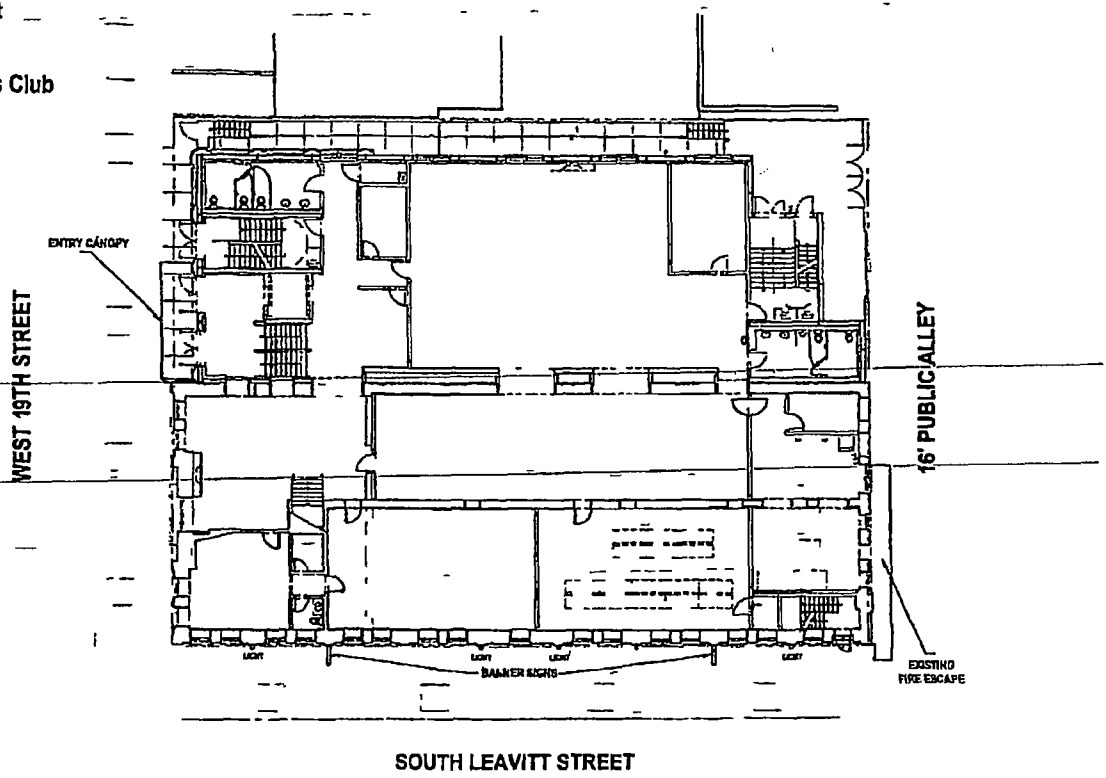 t
s Club
ENTRY CANOPY
WEST 19TH STREET
16' PUBLIC ALLEY
LIGHT
LIGHT
LIGHT
LIGHT
BANNER SIGNS
EXISTING
FIRE ESCAPE
SOUTH LEAVITT STREET